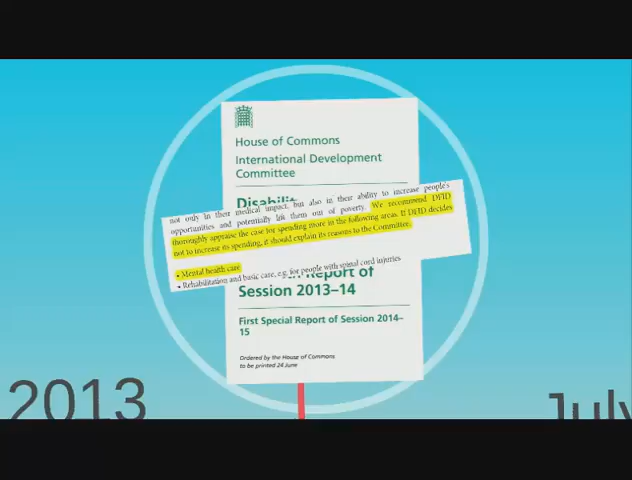 House of Commons
International Development
Committee
not only in their medical impact, but also in their ability to increase people's
opportunities and potentially lift them out of poverty. We recommend DFID
thoroughly appraise the case for spending more in the following areas. If DFID decides
not to increase its spending, it should explain its reasons to the Committee.
• Mental health care
• Rehabilitation and basic care, e.g. for people with spinal cord injuries
Report of
Session 2013–14
First Special Report of Session 2014–
15
Ordered by the House of Commons
to be printed 24 June
2013
July